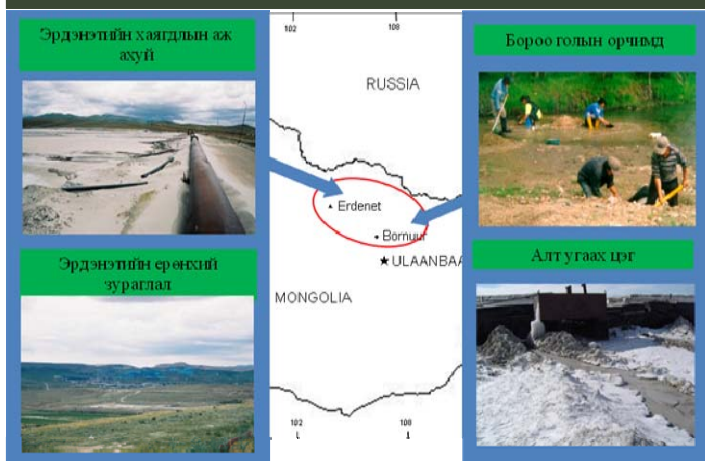 Эрдэнэтийн хаягдлын аж
ахуй
Эрдэнэтийн ерөнхий
зураглал
102
108
RUSSIA
Erdenet
Bornuur
ULAANBAA
MONGOLIA
102
108
Бороо голын орчимд
Алт угаах цэг